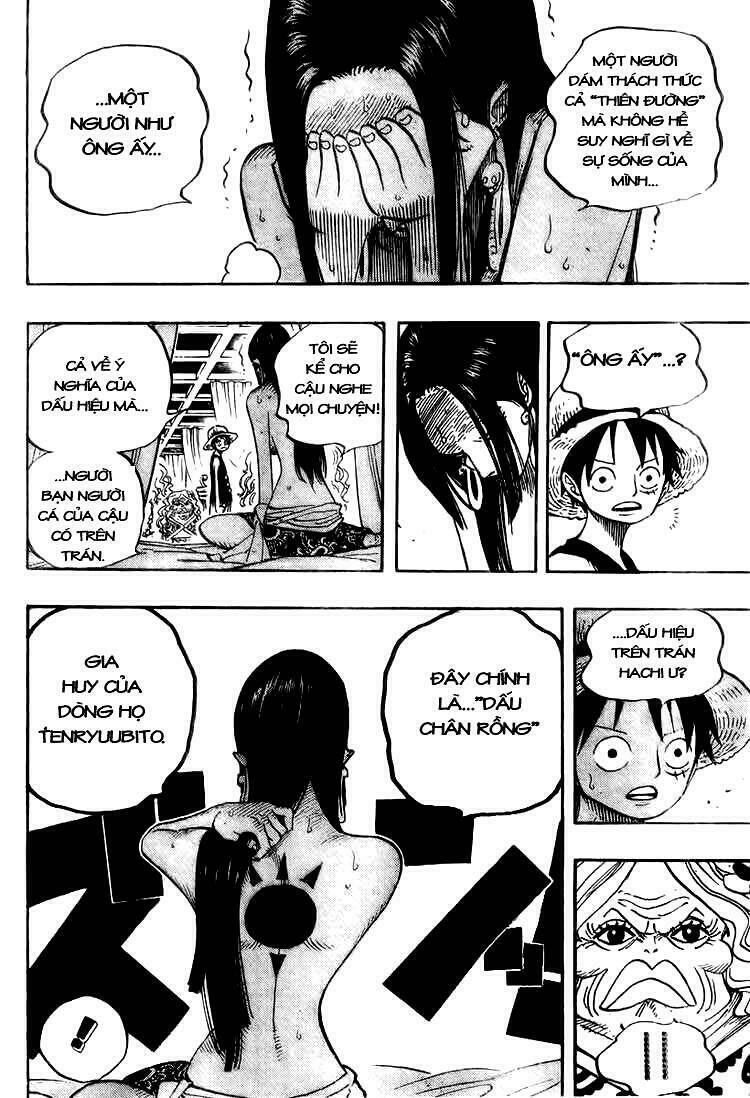 MỘT NGƯỜI
DÁM THÁCH THỨC
CẢ "THIÊN ĐƯỜNG"
MÀ KHÔNG HỀ
SUY NGHĨ GÌ VỀ
SỰ SỐNG CỦA
MÌNH...
...MỘT
NGƯỜI NHƯ
ÔNG ẤY...
"ÔNG ẤY"...?
TÔI SẼ
KỂ CHO
CẬU NGHE
MỌI CHUYỆN!
CẢ VỀ Ý
NGHĨA CỦA
DẤU HIỆU MÀ...
...NGƯỜI
BẠN NGƯỜI
CÁ CỦA CẬU
CÓ TRÊN
TRÁN.
....DẤU HIỆU
TRÊN TRÁN
HACHI Ư?
!!
ĐÂY CHÍNH
LÀ..."DẤU
CHÂN RỒNG"
GIA
HUY CỦA
DÒNG HỌ
TENRYUUBITO.
!